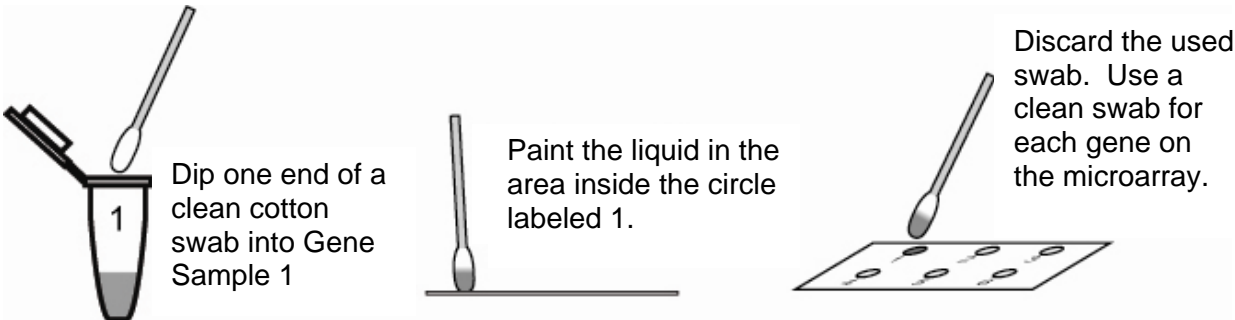 1
Dip one end of a
clean cotton
swab into Gene
Sample 1
Paint the liquid in the
area inside the circle
labeled 1.
Discard the used
swab. Use a
clean swab for
each gene on
the microarray.